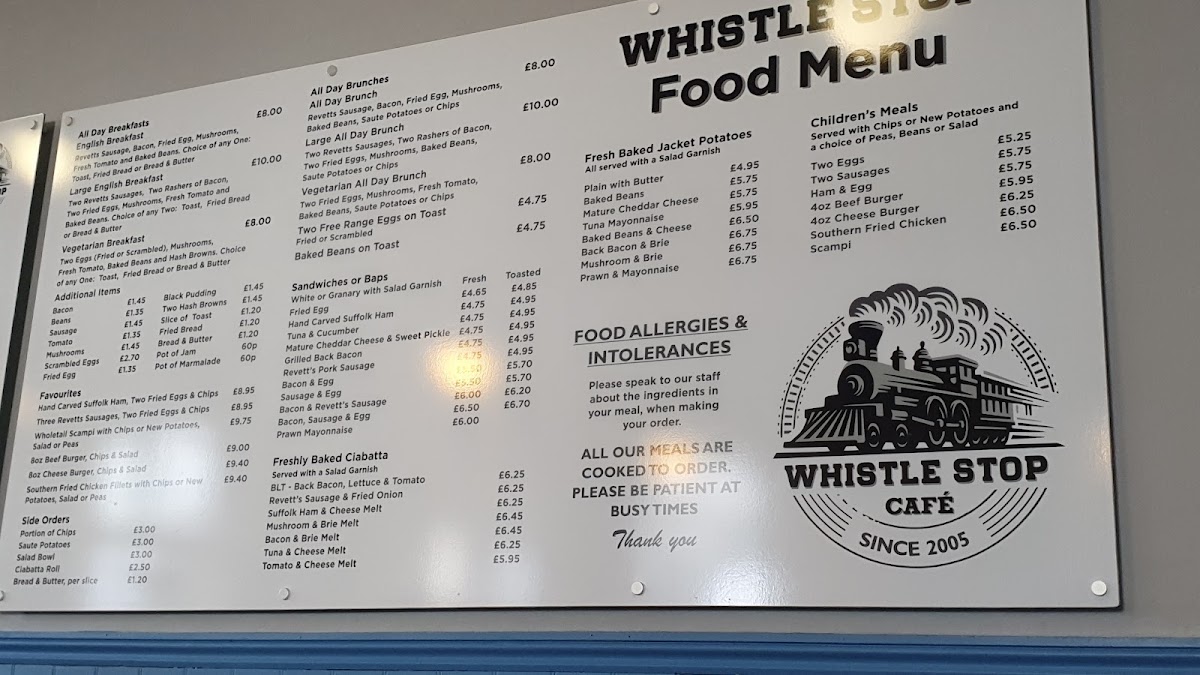 All Day Breakfasts
English Breakfast £8.00
Revetts Sausage, Bacon, Fried Egg, Mushrooms,
Fresh Tomato and Baked Beans. Choice of any One:
Toast, Fried Bread or Bread & Butter
Large English Breakfast £10.00
Two Revetts Sausages, Two Rashers of Bacon,
Two Fried Eggs, Mushrooms, Fresh Tomato and
Baked Beans. Choice of any Two: Toast, Fried Bread
or Bread & Butter
Vegetarian Breakfast £8.00
Two Eggs (Fried or Scrambled), Mushrooms,
Fresh Tomato, Baked Beans and Hash Browns. Choice
of any One: Toast, Fried Bread or Bread & Butter
Additional Items
Bacon £1.45
Beans £1.35
Sausage £1.45
Tomato £1.35
Mushrooms £1.45
Scrambled Eggs £2.70
Fried Egg £1.35
Black Pudding £1.45
Two Hash Browns £1.45
Slice of Toast £1.20
Fried Bread £1.20
Bread & Butter £1.20
Pot of Jam 60p
Pot of Marmalade 60p
Favourites
Hand Carved Suffolk Ham, Two Fried Eggs & Chips £8.95
Three Revetts Sausages, Two Fried Eggs & Chips £8.95
Wholetail Scampi with Chips or New Potatoes, £9.75
Salad or Peas
8oz Beef Burger, Chips & Salad £9.00
8oz Cheese Burger, Chips & Salad £9.40
Southern Fried Chicken Fillets with Chips or New £9.40
Potatoes, Salad or Peas
Side Orders
Portion of Chips £3.00
Saute Potatoes £3.00
Salad Bowl £3.00
Ciabatta Roll £2.50
Bread & Butter, per slice £1.20
All Day Brunches
All Day Brunch £8.00
Revetts Sausage, Bacon, Fried Egg, Mushrooms,
Baked Beans, Saute Potatoes or Chips
Large All Day Brunch £10.00
Two Revetts Sausages, Two Rashers of Bacon,
Two Fried Eggs, Mushrooms, Baked Beans,
Saute Potatoes or Chips
Vegetarian All Day Brunch £8.00
Two Fried Eggs, Mushrooms, Fresh Tomato,
Baked Beans, Saute Potatoes or Chips
Two Free Range Eggs on Toast £4.75
Fried or Scrambled
Baked Beans on Toast £4.75
Sandwiches or Baps Fresh Toasted
White or Granary with Salad Garnish
Fried Egg £4.65 £4.85
Hand Carved Suffolk Ham £4.75 £4.95
Tuna & Cucumber £4.75 £4.95
Mature Cheddar Cheese & Sweet Pickle £4.75 £4.95
Grilled Back Bacon £4.75 £4.95
Revett's Pork Sausage £4.95
Bacon & Egg £5.50 £5.70
Sausage & Egg £5.50 £5.70
Bacon & Revett's Sausage £6.00 £6.20
Bacon, Sausage & Egg £6.50 £6.70
Prawn Mayonnaise £6.00
Freshly Baked Ciabatta
Served with a Salad Garnish
BLT - Back Bacon, Lettuce & Tomato £6.25
Revett's Sausage & Fried Onion £6.25
Suffolk Ham & Cheese Melt £6.25
Mushroom & Brie Melt £6.45
Bacon & Brie Melt £6.45
Tuna & Cheese Melt £6.25
Tomato & Cheese Melt £5.95
WHISTLE STOP
Food Menu
Fresh Baked Jacket Potatoes
All served with a Salad Garnish
Plain with Butter £4.95
Baked Beans £5.75
Mature Cheddar Cheese £5.75
Tuna Mayonnaise £5.95
Baked Beans & Cheese £6.50
Back Bacon & Brie £6.75
Mushroom & Brie £6.75
Prawn & Mayonnaise £6.75
Children's Meals
Served with Chips or New Potatoes and
a choice of Peas, Beans or Salad
Two Eggs £5.25
Two Sausages £5.75
Ham & Egg £5.75
4oz Beef Burger £5.95
4oz Cheese Burger £6.25
Southern Fried Chicken £6.50
Scampi £6.50
FOOD ALLERGIES &
INTOLERANCES
Please speak to our staff
about the ingredients in
your meal, when making
your order.
ALL OUR MEALS ARE
COOKED TO ORDER.
PLEASE BE PATIENT AT
BUSY TIMES
Thank you
WHISTLE STOP
CAFÉ
SINCE 2005